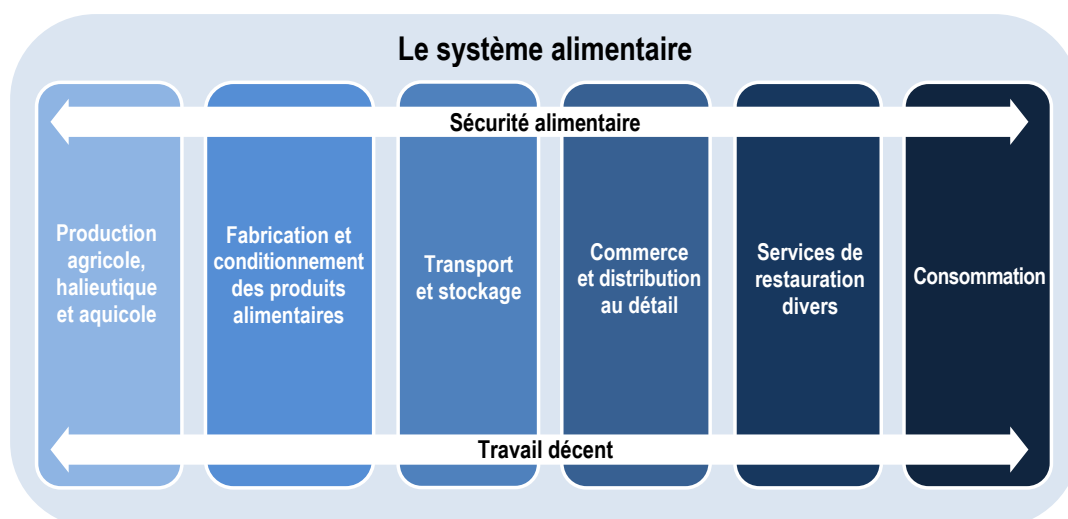 Le système alimentaire
Sécurité alimentaire
Production
agricole,
halieutique
et aquicole
Fabrication et
conditionnement
des produits
alimentaires
Transport
et stockage
Commerce
et distribution
au détail
Services de
restauration
divers
Consommation
Travail décent